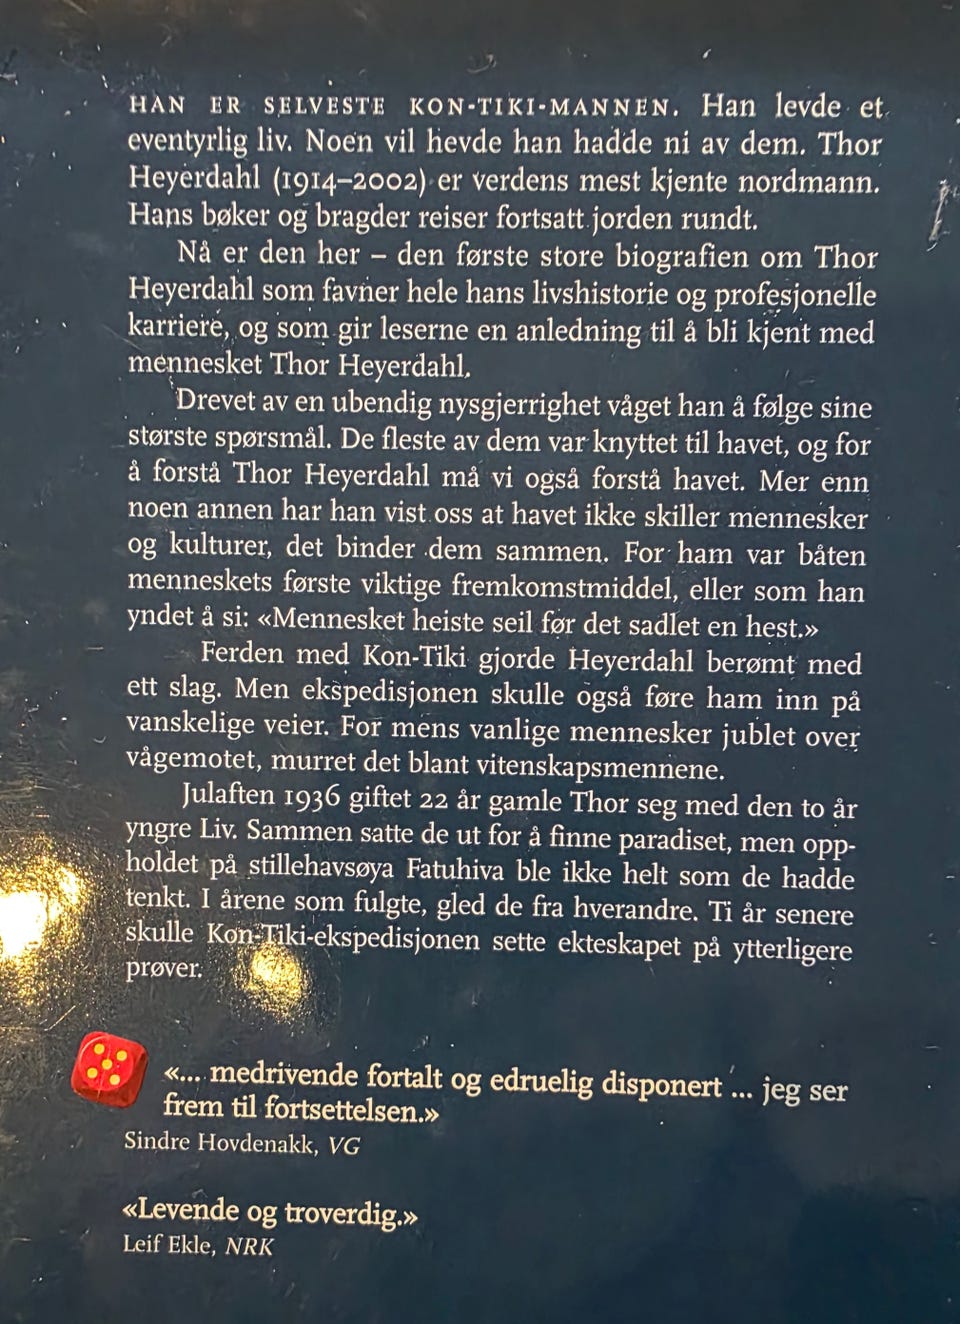 HAN ER SELVESTE KON-TIKI-MANNEN. Han levde et
eventyrlig liv. Noen vil hevde han hadde ni av dem. Thor
Heyerdahl (1914–2002) er verdens mest kjente nordmann.
Hans bøker og bragder reiser fortsatt jorden rundt.
Nå er den her – den første store biografien om Thor
Heyerdahl som favner hele hans livshistorie og profesjonelle
karriere, og som gir leserne en anledning til å bli kjent med
mennesket Thor Heyerdahl.
Drevet av en ubendig nysgjerrighet våget han å følge sine
største spørsmål. De fleste av dem var knyttet til havet, og for
å forstå Thor Heyerdahl må vi også forstå havet. Mer enn
noen annen har han vist oss at havet ikke skiller mennesker
og kulturer, det binder dem sammen. For ham var båten
menneskets første viktige fremkomstmiddel, eller som han
yndet å si: «Mennesket heiste seil før det sadlet en hest.»
Ferden med Kon-Tiki gjorde Heyerdahl berømt med
ett slag. Men ekspedisjonen skulle også føre ham inn på
vanskelige veier. For mens vanlige mennesker jublet over
vågemotet, murret det blant vitenskapsmennene.
Julaften 1936 giftet 22 år gamle Thor seg med den to år
yngre Liv. Sammen satte de ut for å finne paradiset, men opp-
holdet på stillehavsøya Fatuhiva ble ikke helt som de hadde
tenkt. I årene som fulgte, gled de fra hverandre. Ti år senere
skulle Kon-Tiki-ekspedisjonen sette ekteskapet på ytterligere
prøver.
«... medrivende fortalt og edruelig disponert ... jeg ser
frem til fortsettelsen.»
Sindre Hovdenakk, VG
«Levende og troverdig.»
Leif Ekle, NRK